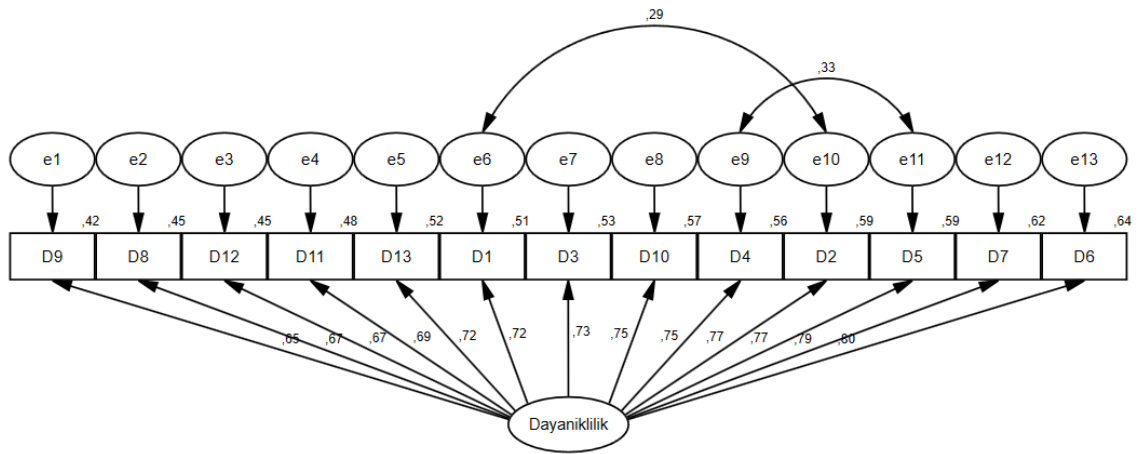 ,29
,33
e1 e2 e3 e4 e5 e6 e7 e8 e9 e10 e11 e12 e13
,42 ,45 ,45 ,48 ,52 ,51 ,53 ,57 ,56 ,59 ,59 ,62 ,64
D9 D8 D12 D11 D13 D1 D3 D10 D4 D2 D5 D7 D6
,65 ,67 ,67 ,69 ,72 ,72 ,73 ,75 ,75 ,77 ,77 ,79 ,80
Dayaniklilik